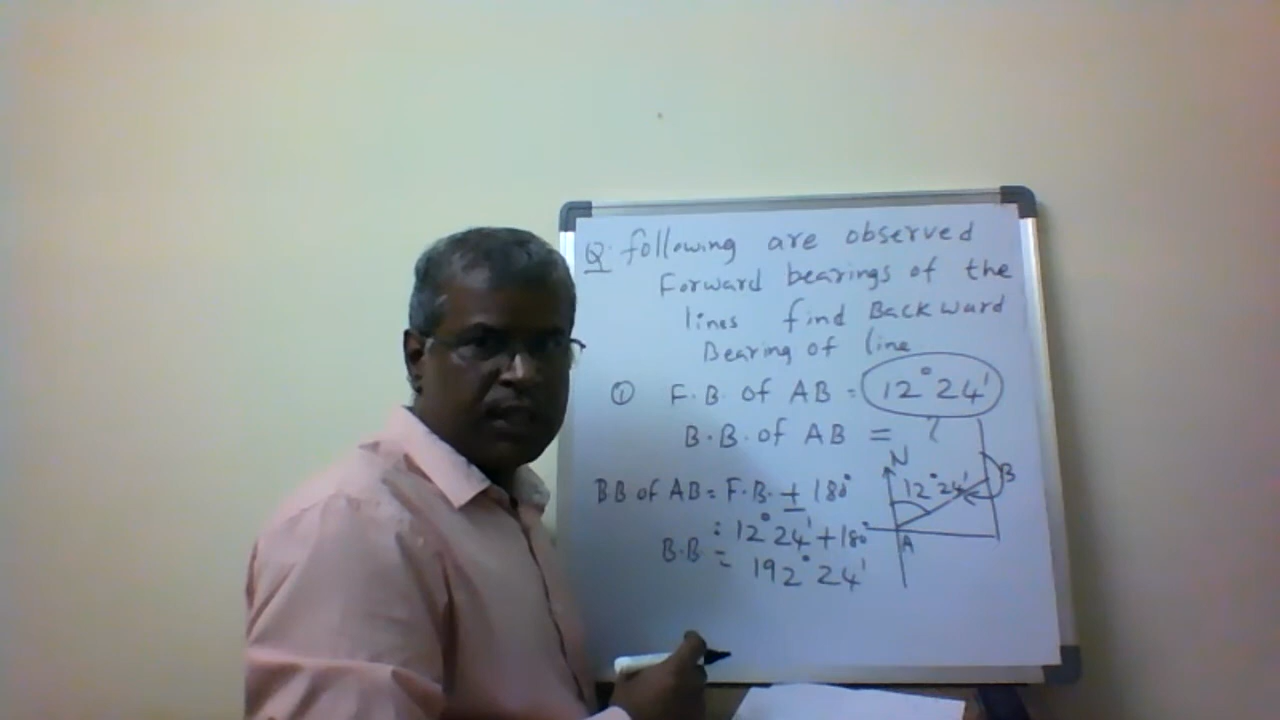 Q. following are observed
Forward bearings of the
lines find Backward
Bearing of line
① F.B. of AB = 12° 24'
B.B. of AB = ?
N
BB of AB = F.B. ± 180°
12° 24'
B
= 12° 24' + 180°
A
B.B = 192° 24'